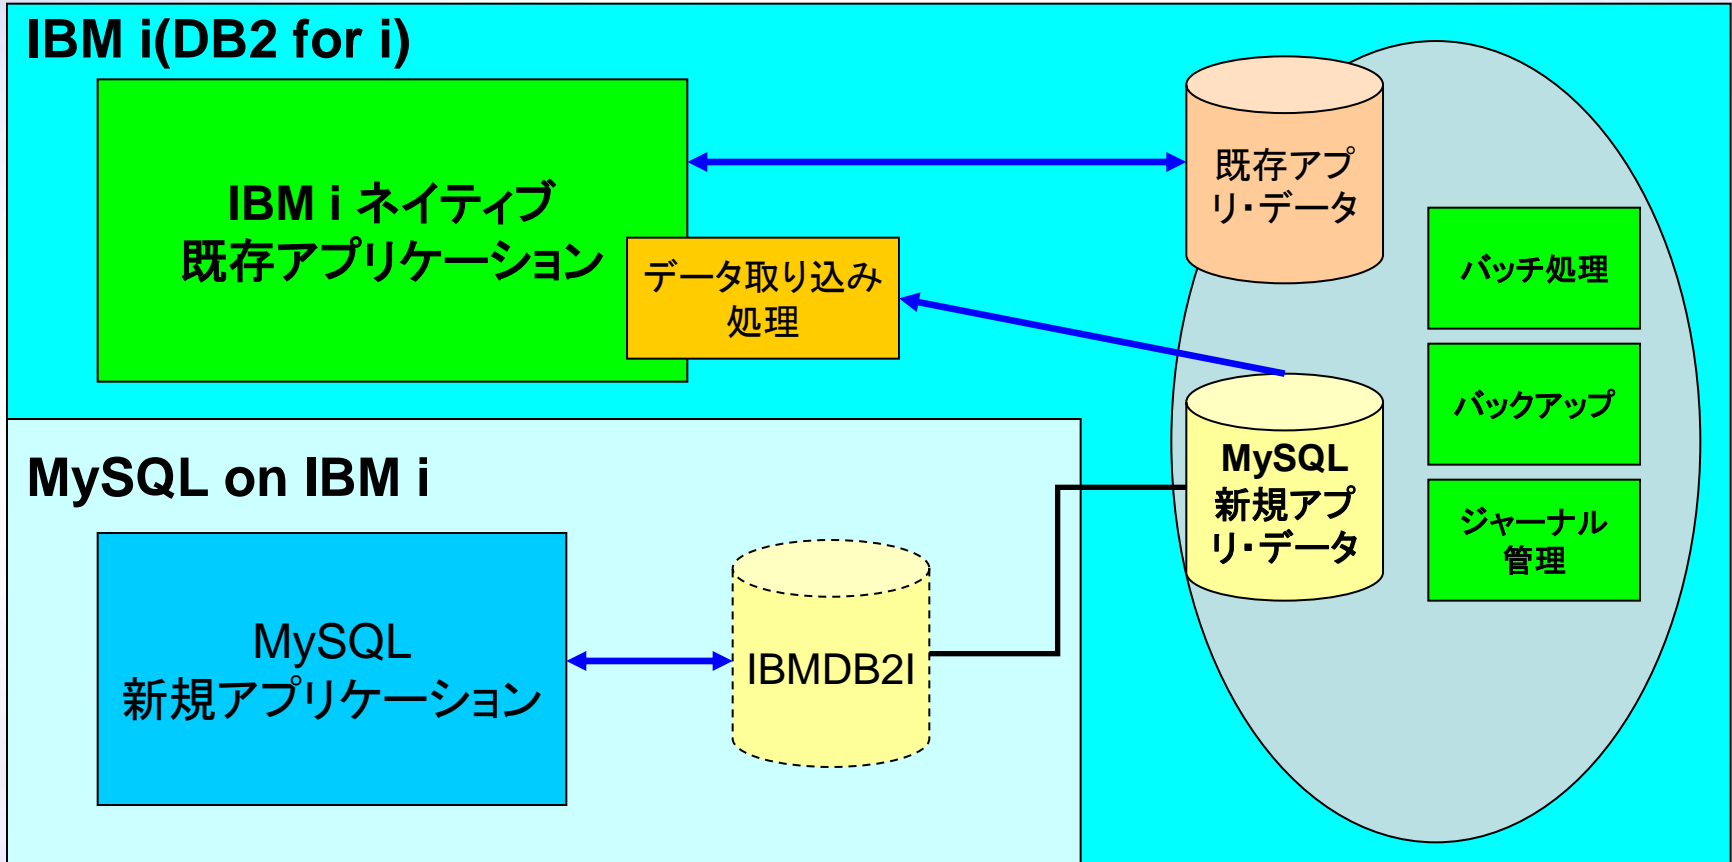 IBM i(DB2 for i)
IBM i ネイティブ
既存アプリケーション
データ取り込み
処理
既存アプ
リ・データ
バッチ処理
バックアップ
ジャーナル
管理
MySQL
新規アプ
リ・データ
MySQL on IBM i
MySQL
新規アプリケーション
IBMDB2I